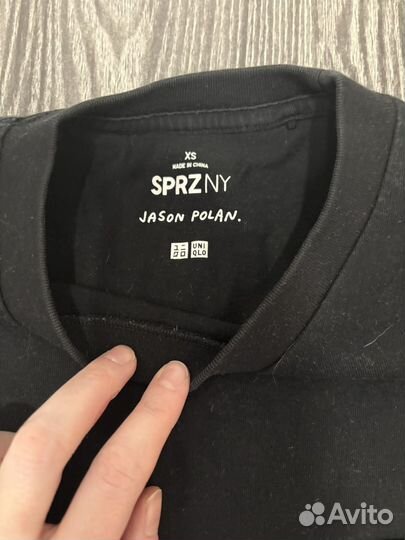 XS
MADE IN CHINA
SPRZ NY
JASON POLAN.
ユニ UNI
クロ QLO
Avito